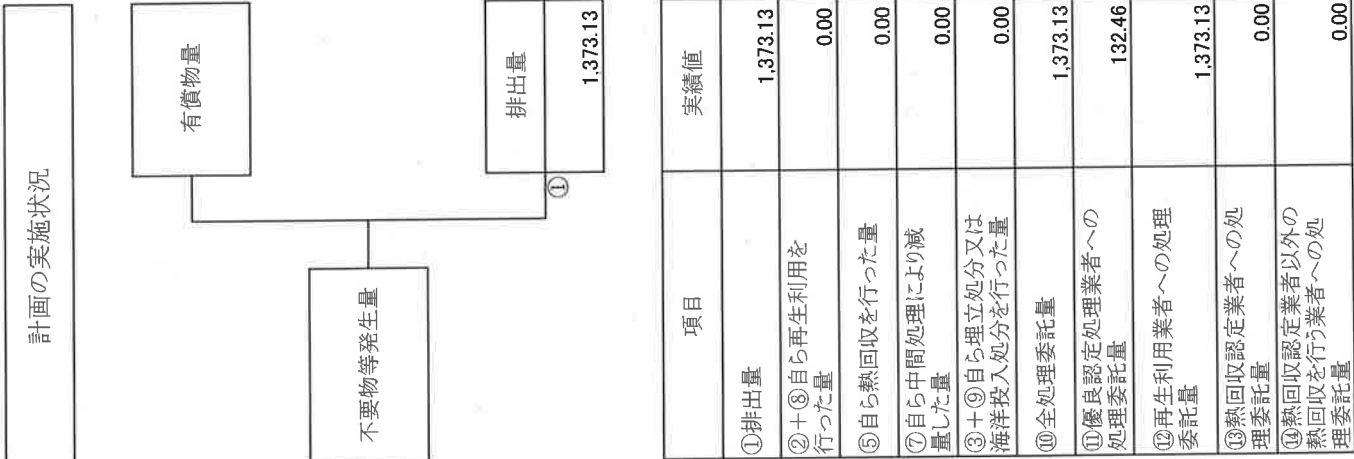 計画の実施状況
有償物量
不要物等発生量
排出量
①
1,373.13
項目
実績値
①排出量
1,373.13
②+⑧自ら再生利用を
行った量
0.00
⑤自ら熱回収を行った量
0.00
⑦自ら中間処理により減
量した量
0.00
③+⑨自ら埋立処分又は
海洋投入処分を行った量
0.00
⑩全処理委託量
1,373.13
⑪優良認定処理業者への
処理委託量
132.46
⑫再生利用業者への処理
委託量
1,373.13
⑬熱回収認定業者への処
理委託量
0.00
⑭熱回収認定業者以外の
熱回収を行う業者への処
理委託量
0.00